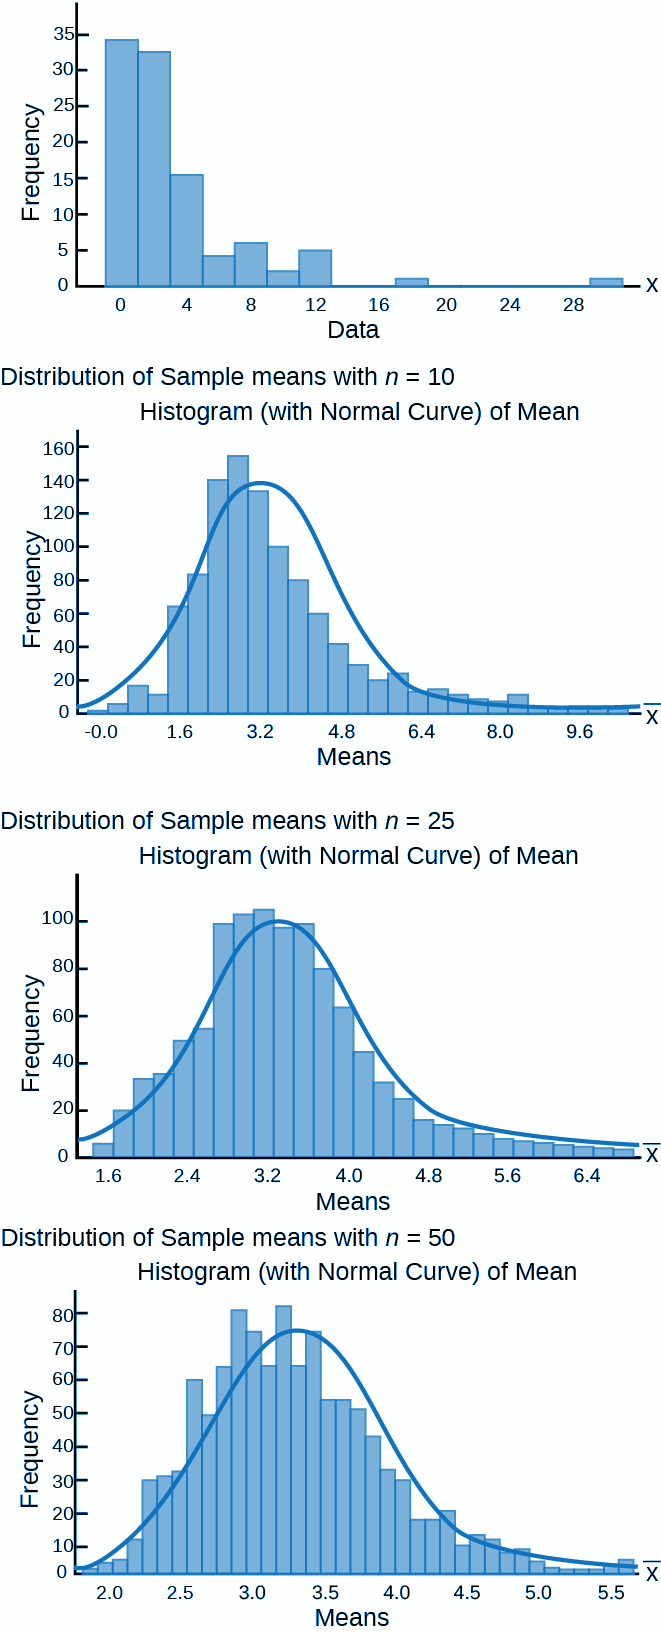 35
30
25
20
15
10
5
0
Frequency
0 4 8 12 16 20 24 28
x
Data
Distribution of Sample means with n = 10
Histogram (with Normal Curve) of Mean
160
140
120
100
80
60
40
20
0
Frequency
-0.0 1.6 3.2 4.8 6.4 8.0 9.6
x̅
Means
Distribution of Sample means with n = 25
Histogram (with Normal Curve) of Mean
100
80
60
40
20
0
Frequency
1.6 2.4 3.2 4.0 4.8 5.6 6.4
x̅
Means
Distribution of Sample means with n = 50
Histogram (with Normal Curve) of Mean
80
70
60
50
40
30
20
10
0
Frequency
2.0 2.5 3.0 3.5 4.0 4.5 5.0 5.5
x̅
Means